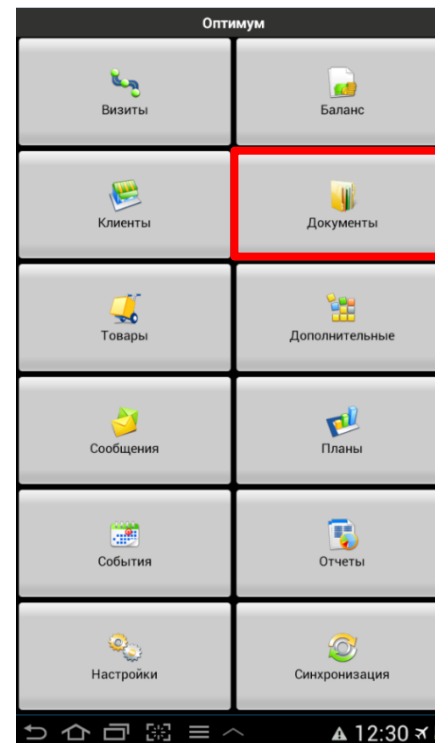 Оптимум
Визиты
Баланс
Клиенты
Документы
Товары
Дополнительные
Сообщения
Планы
События
Отчеты
Настройки
Синхронизация
12:30